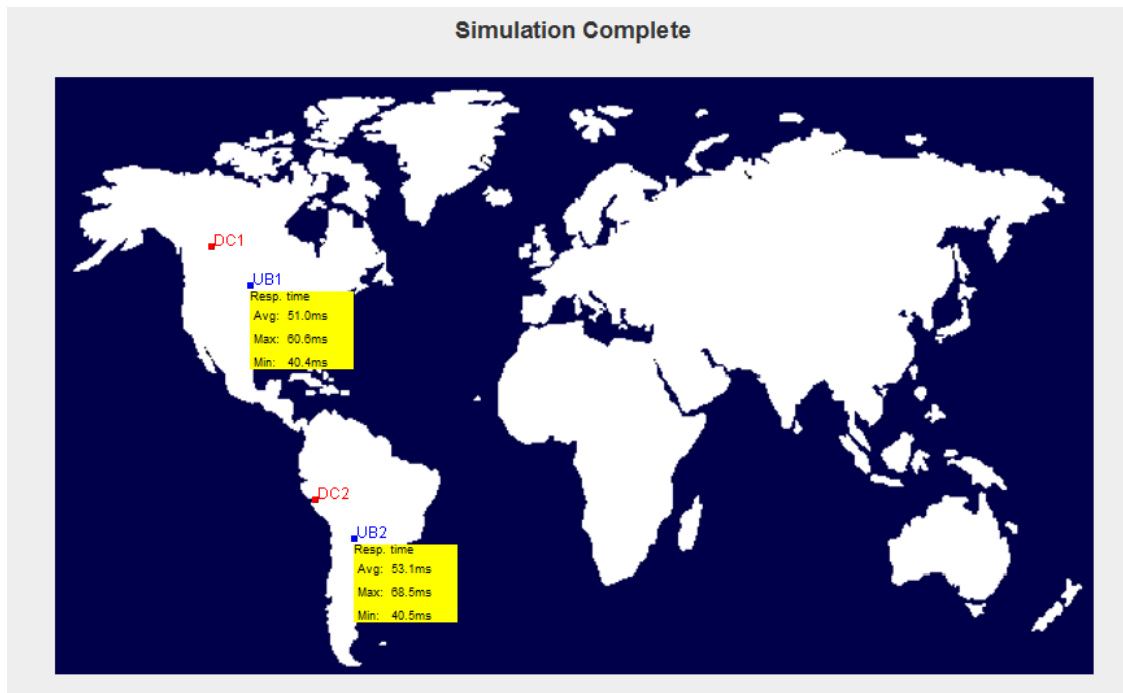 Simulation Complete
DC1
UB1
Resp. time
Avg: 51.0ms
Max: 60.6ms
Min: 40.4ms
DC2
UB2
Resp. time
Avg: 53.1ms
Max: 68.5ms
Min: 40.5ms